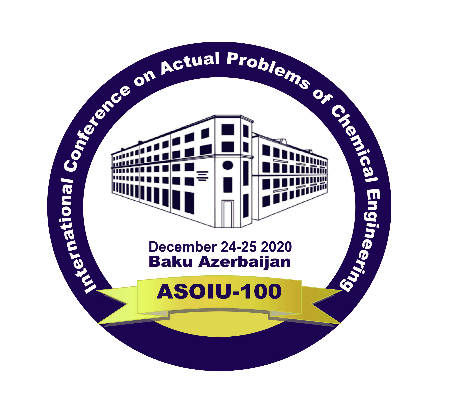 International Conference on Actual Problems of Chemical Engineering
December 24-25 2020
Baku Azerbaijan
ASOIU-100